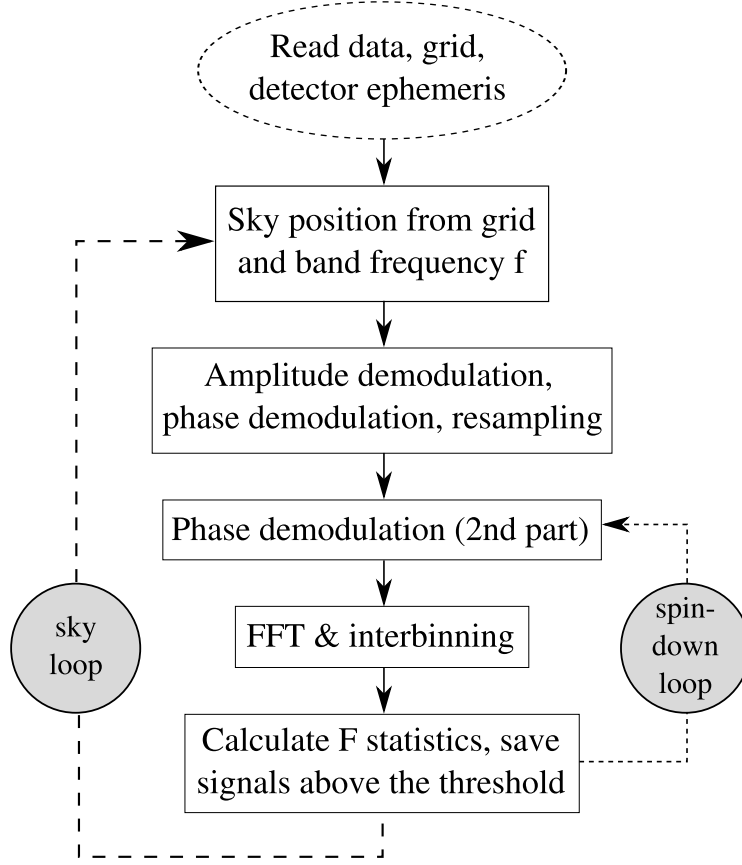 Read data, grid,
detector ephemeris
Sky position from grid
and band frequency f
Amplitude demodulation,
phase demodulation, resampling
Phase demodulation (2nd part)
FFT & interbinning
sky
loop
spin-
down
loop
Calculate F statistics, save
signals above the threshold